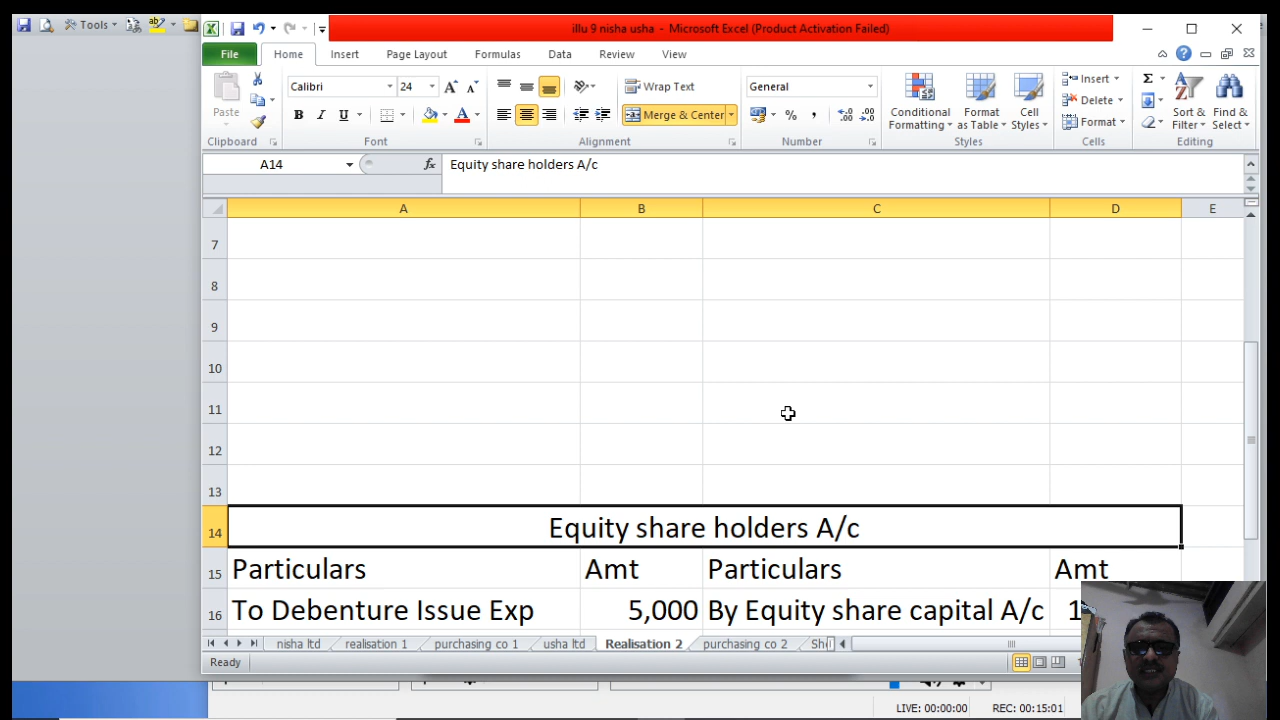 Tools
illu 9 nisha usha - Microsoft Excel (Product Activation Failed)
File Home Insert Page Layout Formulas Data Review View
Paste
Calibri 24
B I U A
Wrap Text
Merge & Center
General
% ,
Conditional Formatting
Format as Table
Cell Styles
Insert
Delete
Format
Σ
Sort & Filter
Find & Select
Clipboard Font Alignment Number Styles Cells Editing
A14 fx Equity share holders A/c
A B C D E
7
8
9
10
11
12
13
14 Equity share holders A/c
15 Particulars Amt Particulars Amt
16 To Debenture Issue Exp 5,000 By Equity share capital A/c 1
nisha ltd realisation 1 purchasing co 1 usha ltd Realisation 2 purchasing co 2
Ready
LIVE: 00:00:00 REC: 00:15:01